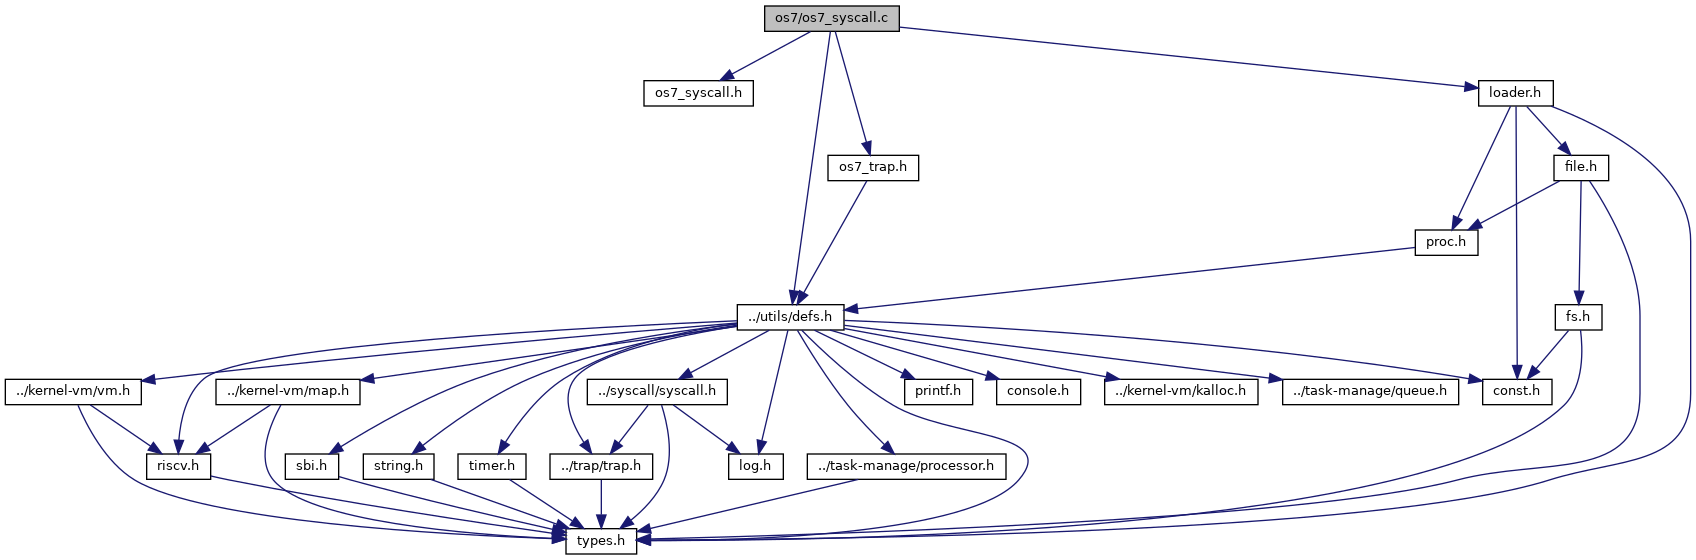 os7/os7_syscall.c
os7_syscall.h
loader.h
os7_trap.h
file.h
proc.h
../utils/defs.h
fs.h
../kernel-vm/vm.h
../kernel-vm/map.h
../syscall/syscall.h
printf.h
console.h
../kernel-vm/kalloc.h
../task-manage/queue.h
const.h
riscv.h
sbi.h
string.h
timer.h
../trap/trap.h
log.h
../task-manage/processor.h
types.h